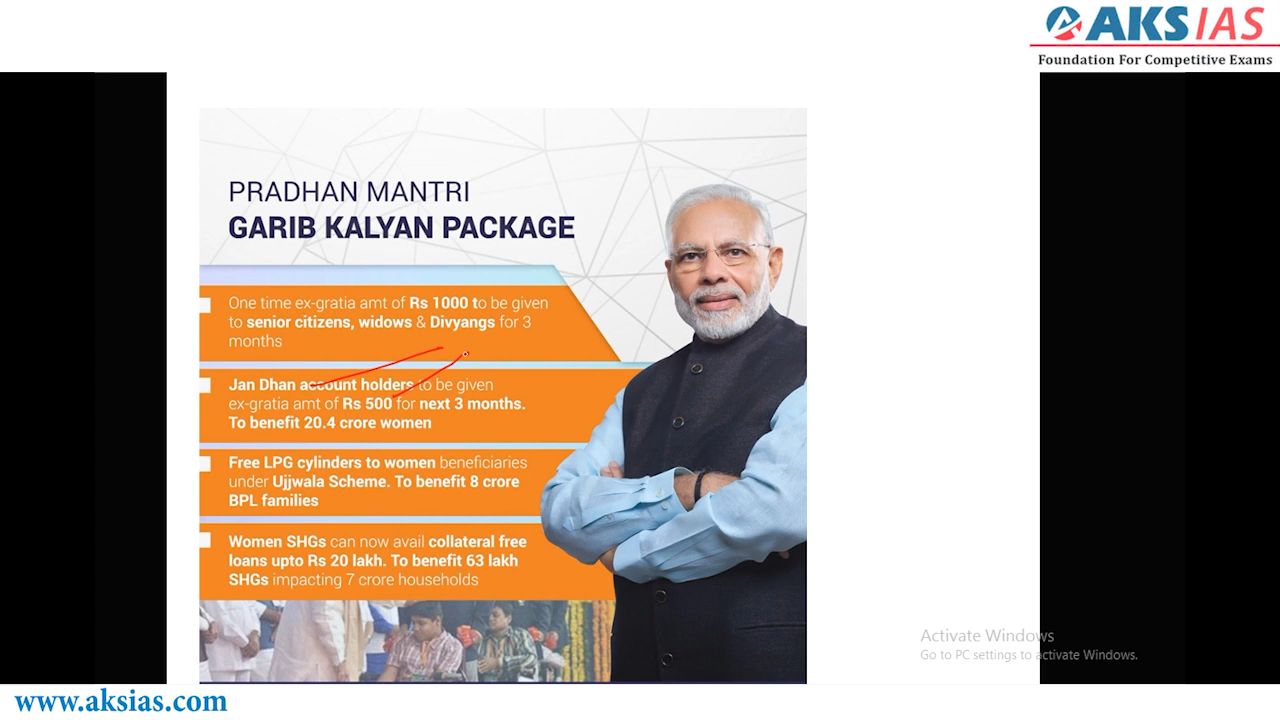 AKS IAS
Foundation For Competitive Exams
PRADHAN MANTRI
GARIB KALYAN PACKAGE
One time ex-gratia amt of Rs 1000 to be given
to senior citizens, widows & Divyangs for 3
months
Jan Dhan account holders to be given
ex-gratia amt of Rs 500 for next 3 months.
To benefit 20.4 crore women
Free LPG cylinders to women beneficiaries
under Ujjwala Scheme. To benefit 8 crore
BPL families
Women SHGs can now avail collateral free
loans upto Rs 20 lakh. To benefit 63 lakh
SHGs impacting 7 crore households
Activate Windows
Go to PC settings to activate Windows.
www.aksias.com